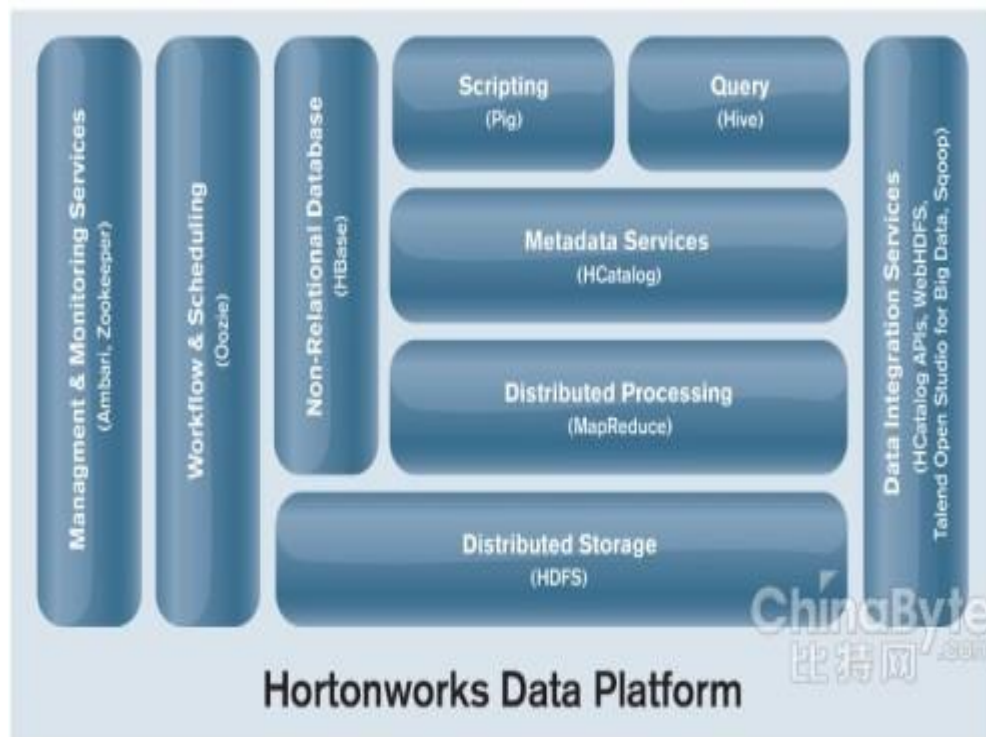 Managment & Monitoring Services
(Ambari, Zookeeper)
Workflow & Scheduling
(Oozie)
Non-Relational Database
(HBase)
Scripting
(Pig)
Query
(Hive)
Metadata Services
(HCatalog)
Distributed Processing
(MapReduce)
Distributed Storage
(HDFS)
Data Integration Services
(HCatalog APIs, WebHDFS,
Talend Open Studio for Big Data, Sqoop)
ChinaByte
比特网 .com
Hortonworks Data Platform